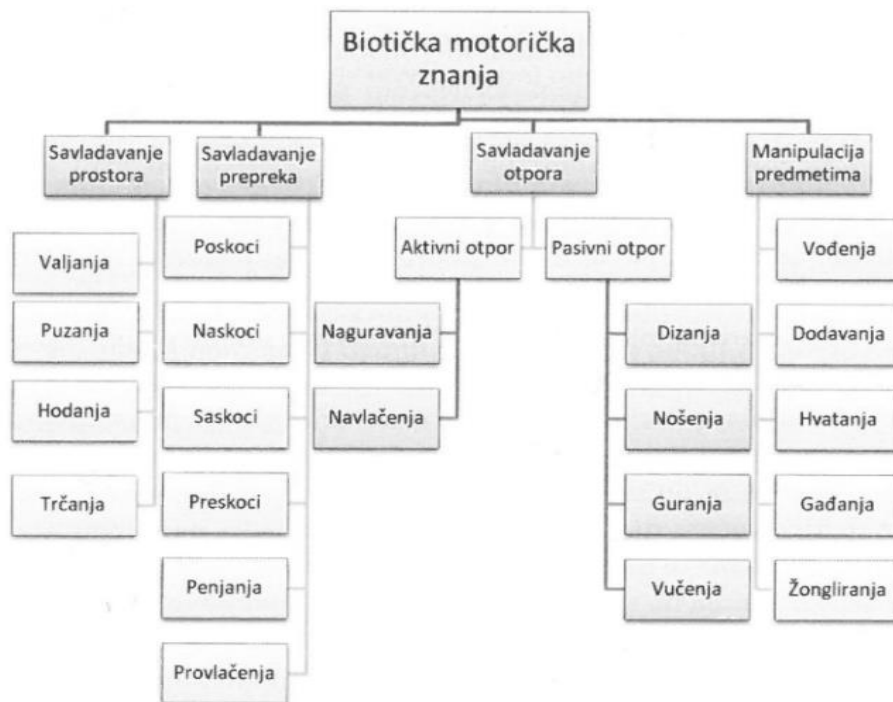 Biotička motorička
znanja
Savladavanje
prostora
Valjanja
Puzanja
Hodanja
Trčanja
Savladavanje
prepreka
Poskoci
Naskoci
Saskoci
Preskoci
Penjanja
Provlačenja
Savladavanje
otpora
Aktivni otpor
Naguravanja
Navlačenja
Pasivni otpor
Dizanja
Nošenja
Guranja
Vučenja
Manipulacija
predmetima
Vođenja
Dodavanja
Hvatanja
Gađanja
Žongliranja